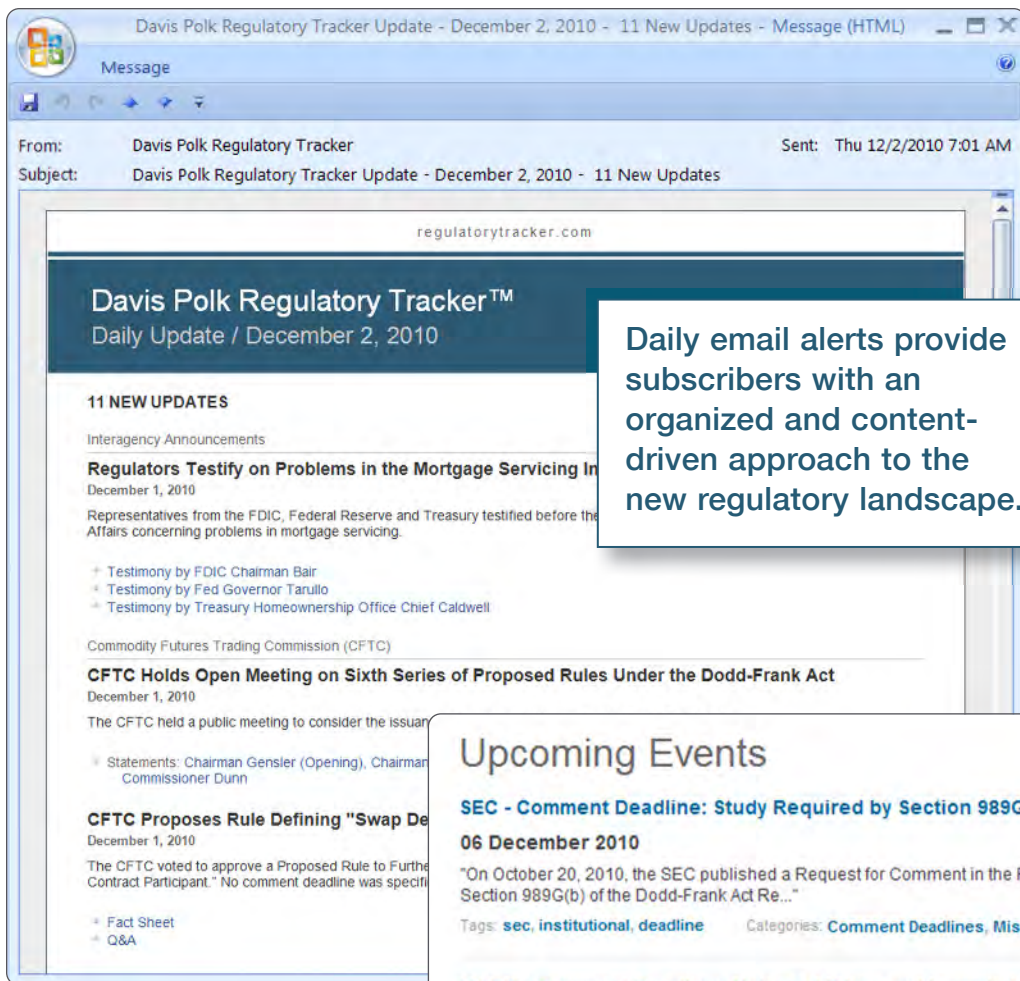 Davis Polk Regulatory Tracker Update - December 2, 2010 - 11 New Updates - Message (HTML)
Message
From: Davis Polk Regulatory Tracker Sent: Thu 12/2/2010 7:01 AM
Subject: Davis Polk Regulatory Tracker Update - December 2, 2010 - 11 New Updates
regulatorytracker.com
Davis Polk Regulatory Tracker™
Daily Update / December 2, 2010
Daily email alerts provide
subscribers with an
organized and content-
driven approach to the
new regulatory landscape.
11 NEW UPDATES
Interagency Announcements
Regulators Testify on Problems in the Mortgage Servicing In
December 1, 2010
Representatives from the FDIC, Federal Reserve and Treasury testified before the
Affairs concerning problems in mortgage servicing.
Testimony by FDIC Chairman Bair
Testimony by Fed Governor Tarullo
Testimony by Treasury Homeownership Office Chief Caldwell
Commodity Futures Trading Commission (CFTC)
CFTC Holds Open Meeting on Sixth Series of Proposed Rules Under the Dodd-Frank Act
December 1, 2010
The CFTC held a public meeting to consider the issuan
Statements: Chairman Gensler (Opening), Chairman
Commissioner Dunn
CFTC Proposes Rule Defining "Swap De
December 1, 2010
The CFTC voted to approve a Proposed Rule to Furthe
Contract Participant." No comment deadline was specifi
Fact Sheet
Q&A
Upcoming Events
SEC - Comment Deadline: Study Required by Section 989G
06 December 2010
"On October 20, 2010, the SEC published a Request for Comment in the
Section 989G(b) of the Dodd-Frank Act Re..."
Tags: sec, institutional, deadline Categories: Comment Deadlines, Mis